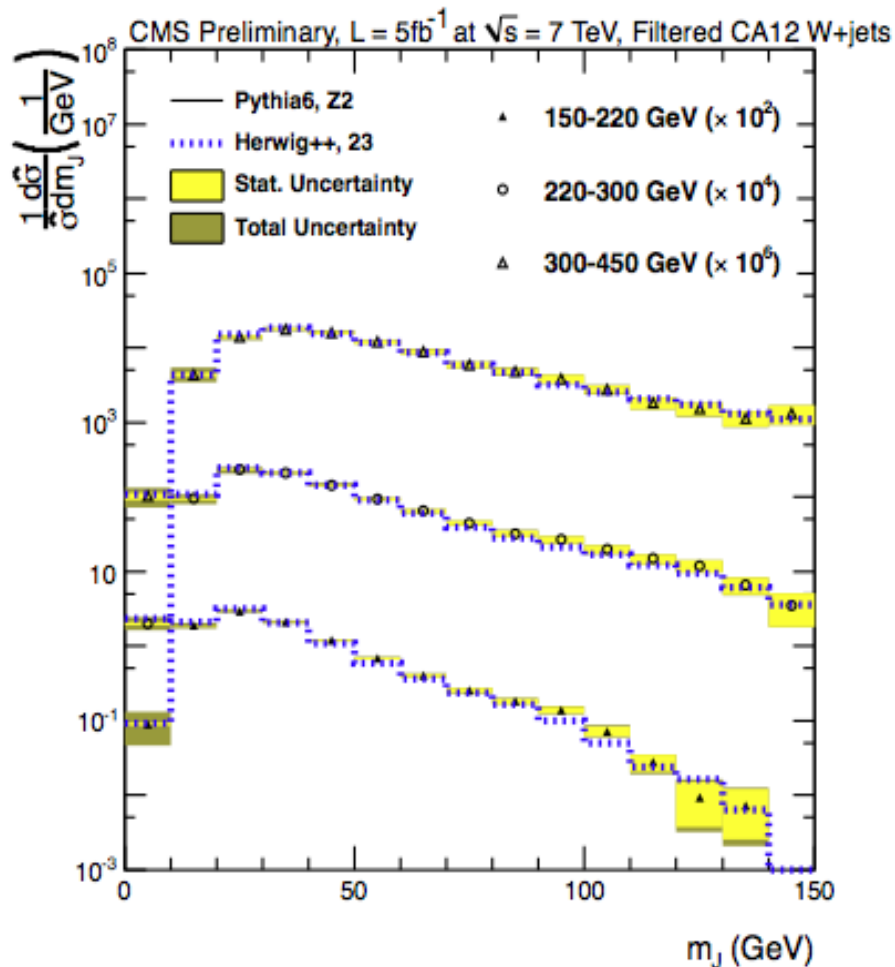 CMS Preliminary, L = 5fb⁻¹ at √s = 7 TeV, Filtered CA12 W+jets
1/σ̂ dσ̂/dm_J (1/GeV)
10⁸
10⁷
10⁵
10³
10
10⁻¹
10⁻³
Pythia6, Z2
Herwig++, 23
Stat. Uncertainty
Total Uncertainty
150-220 GeV (× 10²)
220-300 GeV (× 10⁴)
300-450 GeV (× 10⁶)
0 50 100 150
m_J (GeV)